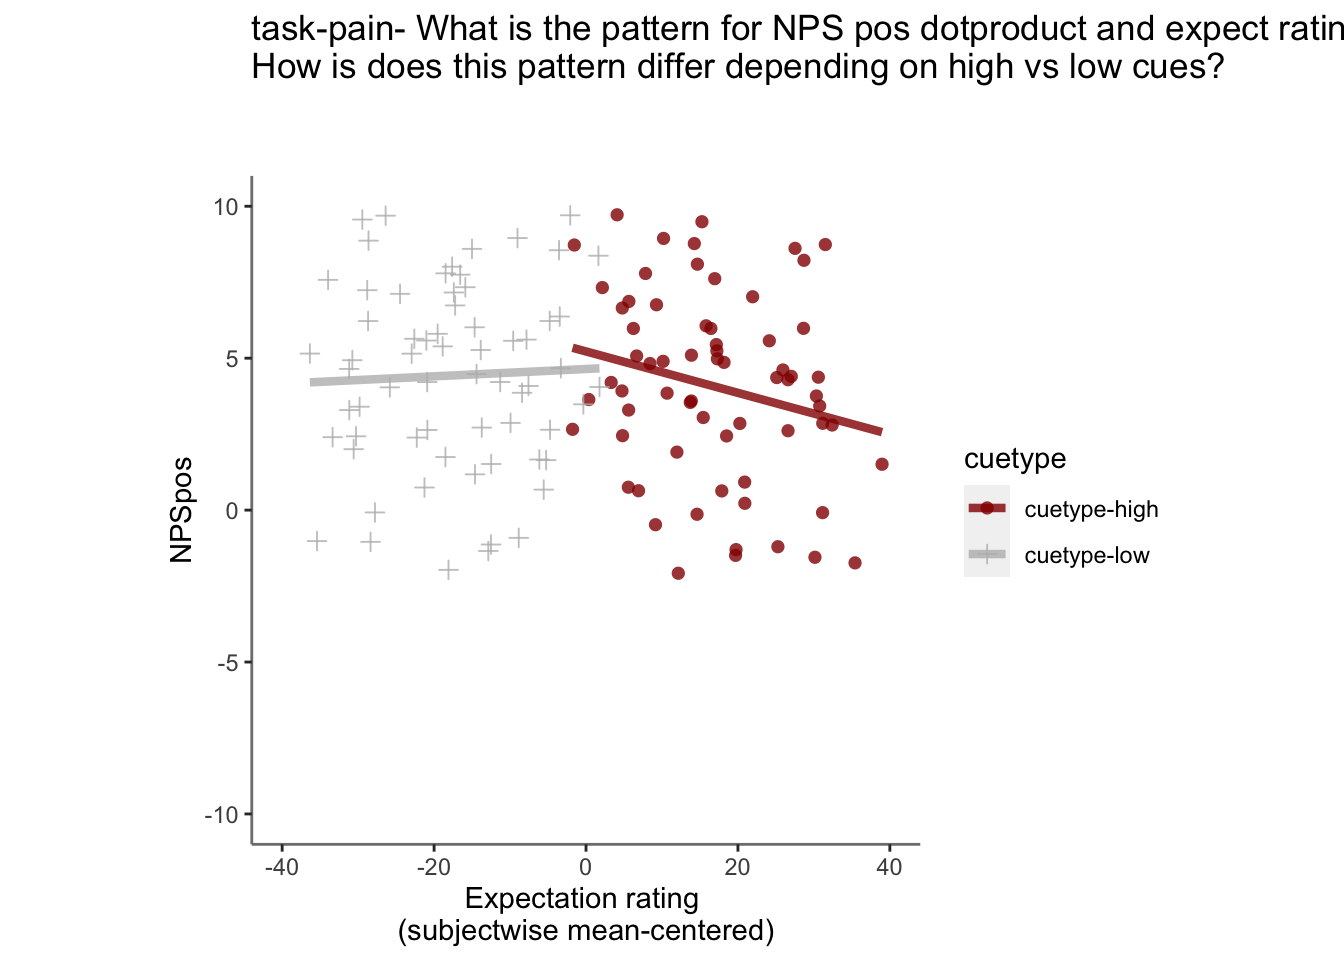 task-pain- What is the pattern for NPS pos dotproduct and expect ratin
How is does this pattern differ depending on high vs low cues?
10
5
0
-5
-10
NPSpos
-40
-20
0
20
40
Expectation rating
(subjectwise mean-centered)
cuetype
cuetype-high
cuetype-low